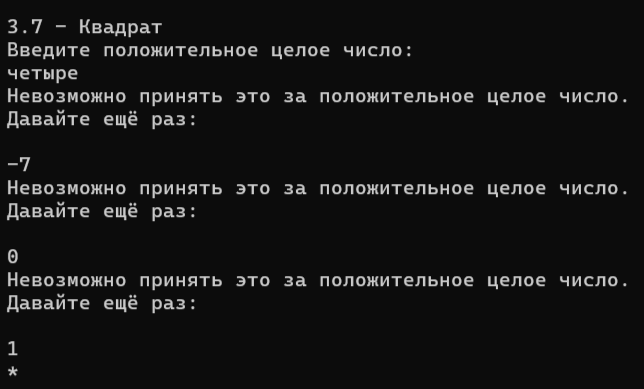 3.7 – Квадрат
Введите положительное целое число:
четыре
Невозможно принять это за положительное целое число.
Давайте ещё раз:
-7
Невозможно принять это за положительное целое число.
Давайте ещё раз:
0
Невозможно принять это за положительное целое число.
Давайте ещё раз:
1
*